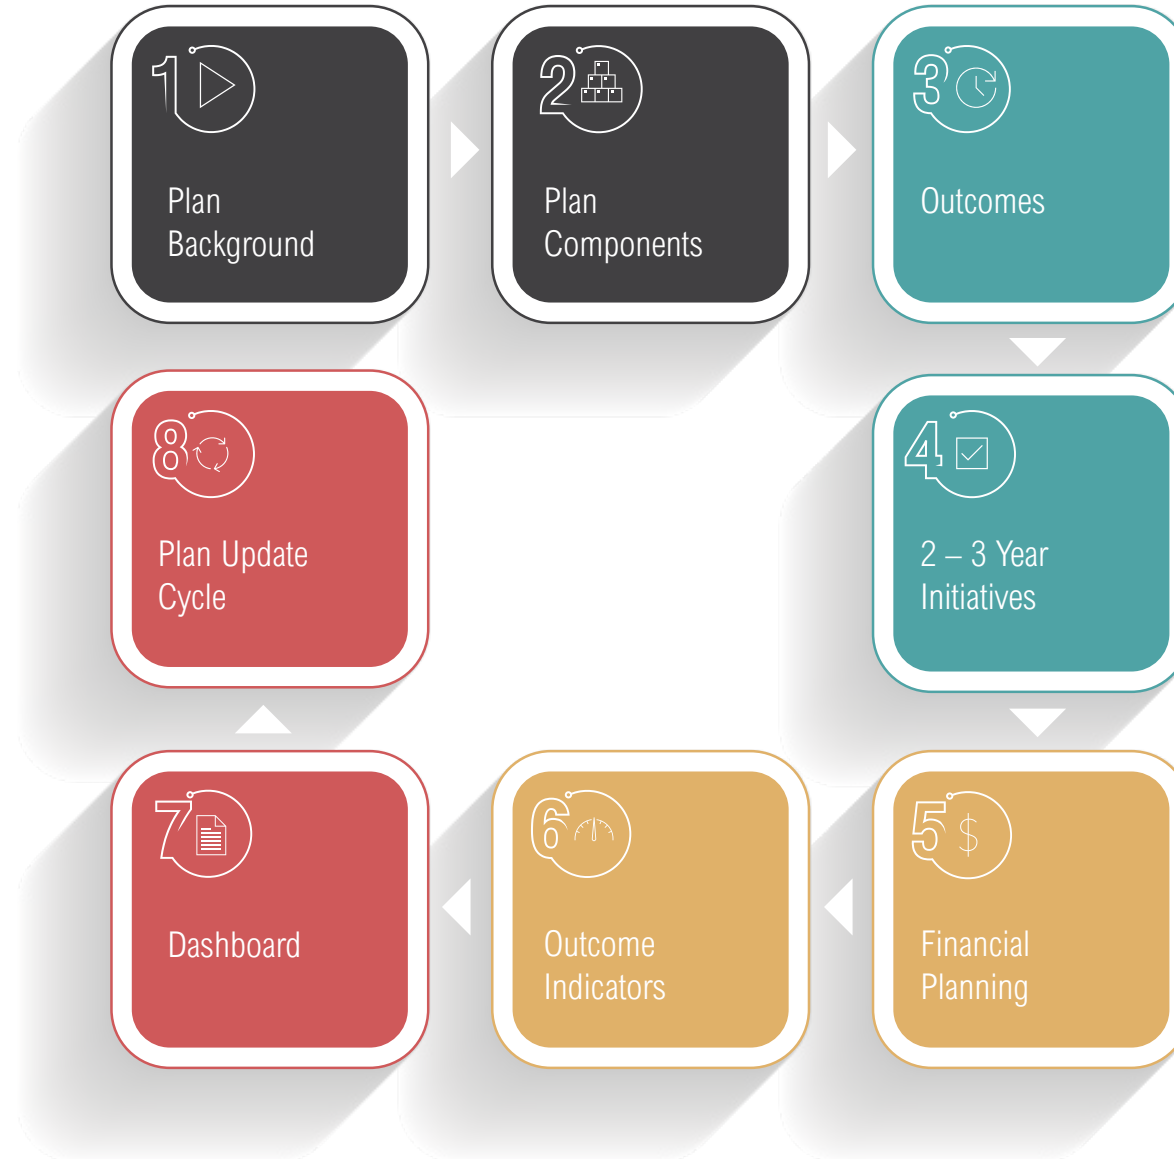 1
Plan
Background
2
Plan
Components
3
Outcomes
4
2 – 3 Year
Initiatives
5
$
Financial
Planning
6
Outcome
Indicators
7
Dashboard
8
Plan Update
Cycle